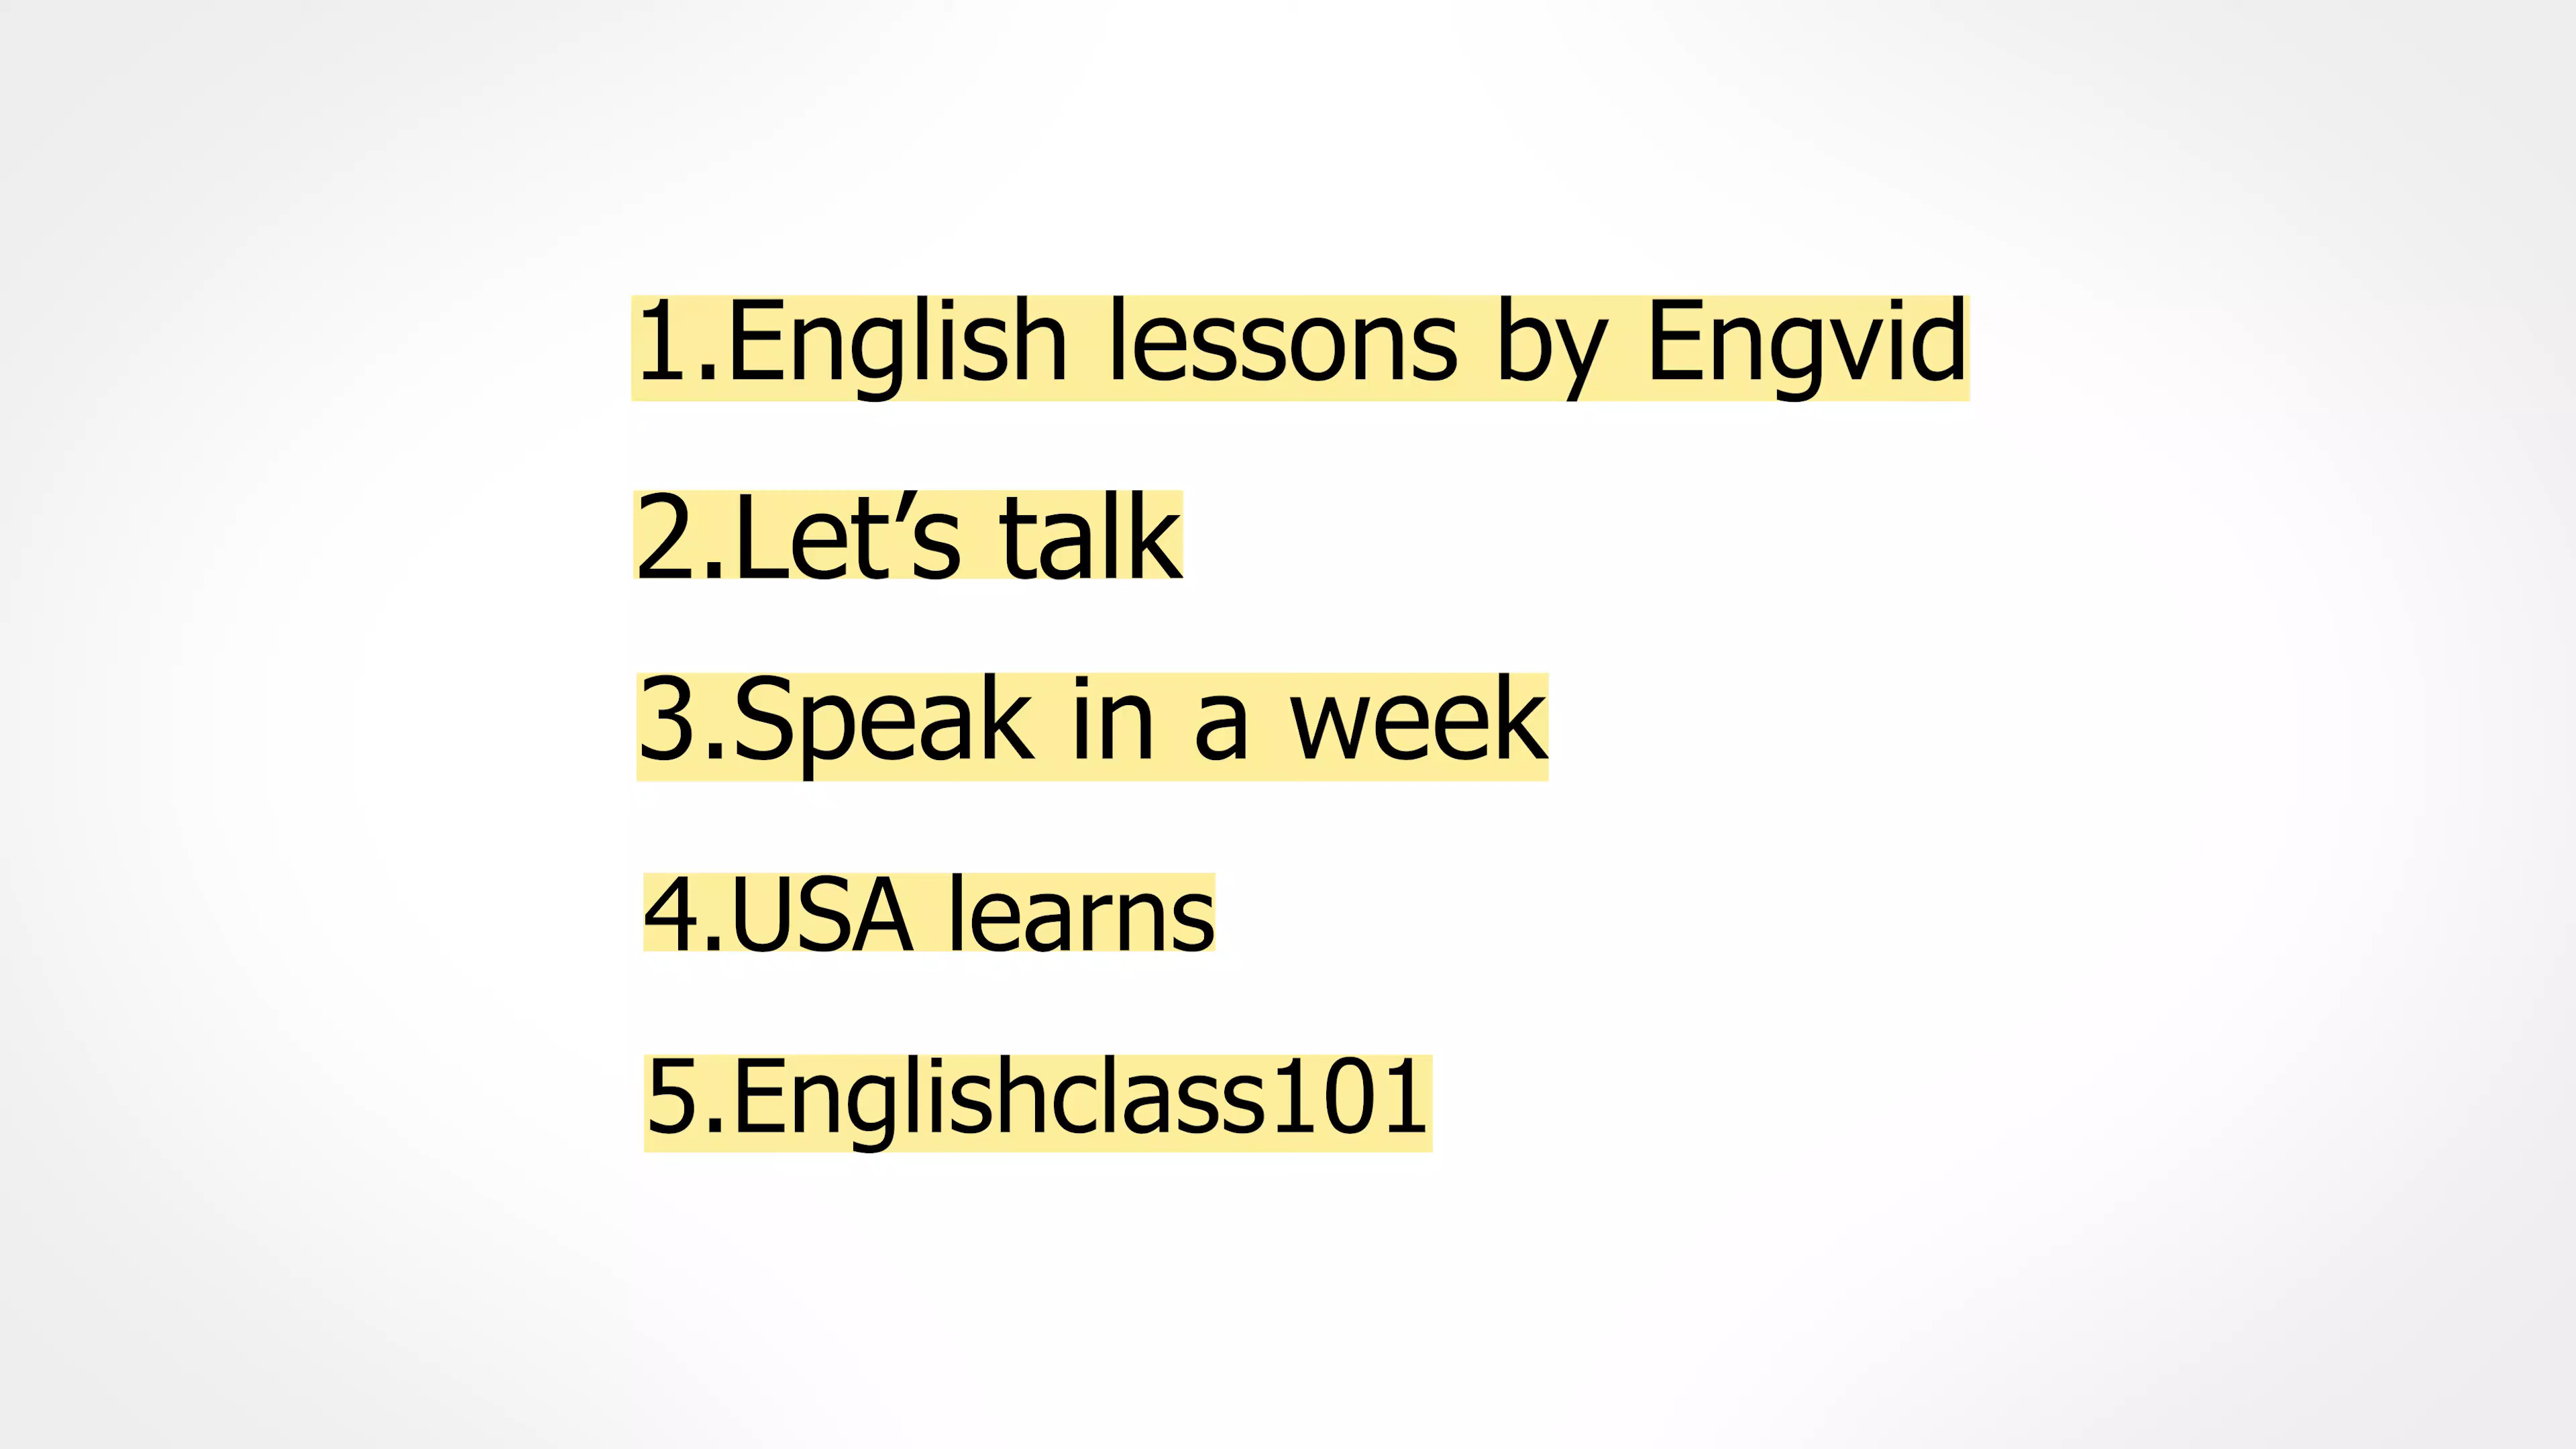 1.English lessons by Engvid
2.Let’s talk
3.Speak in a week
4.USA learns
5.Englishclass101